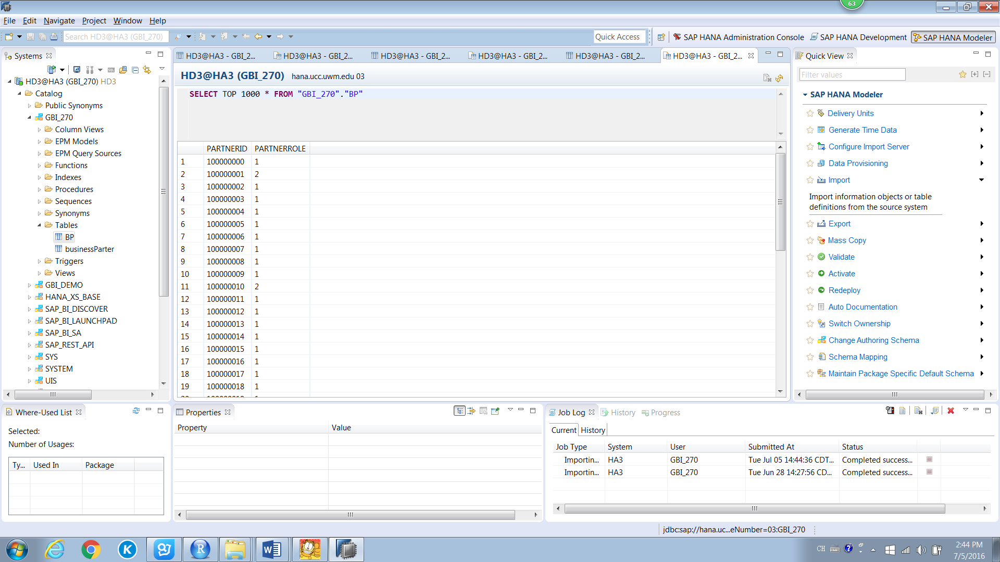 63
File Edit Navigate Project Window Help
Search HD3@HA3 (GBI_270)
Quick Access
SAP HANA Administration Console SAP HANA Development SAP HANA Modeler
Systems
HD3@HA3 (GBI_270) HD3
Catalog
Public Synonyms
GBI_270
Column Views
EPM Models
EPM Query Sources
Functions
Indexes
Procedures
Sequences
Synonyms
Tables
BP
businessParter
Triggers
Views
GBI_DEMO
HANA_XS_BASE
SAP_BI_DISCOVER
SAP_BI_LAUNCHPAD
SAP_BI_SA
SAP_REST_API
SYS
SYSTEM
UIS
HD3@HA3 - GBI_2... HD3@HA3 - GBI_2... HD3@HA3 - GBI_2... HD3@HA3 - GBI_2... HD3@HA3 - GBI_2... HD3@HA3 - GBI_2...
HD3@HA3 (GBI_270) hana.ucc.uwm.edu 03
SELECT TOP 1000 * FROM "GBI_270"."BP"
PARTNERID PARTNERROLE
1 100000000 1
2 100000001 2
3 100000002 1
4 100000003 1
5 100000004 1
6 100000005 1
7 100000006 1
8 100000007 1
9 100000008 1
10 100000009 1
11 100000010 2
12 100000011 1
13 100000012 1
14 100000013 1
15 100000014 1
16 100000015 1
17 100000016 1
18 100000017 1
19 100000018 1
Quick View
Filter values
SAP HANA Modeler
Delivery Units
Generate Time Data
Configure Import Server
Data Provisioning
Import
Import information objects or table
definitions from the source system
Export
Mass Copy
Validate
Activate
Redeploy
Auto Documentation
Switch Ownership
Change Authoring Schema
Schema Mapping
Maintain Package Specific Default Schema
Where-Used List
Selected:
Number of Usages:
Ty... Used In Package
Properties
Property Value
Job Log History Progress
Current History
Job Type System User Submitted At Status
Importin... HA3 GBI_270 Tue Jul 05 14:44:36 CDT... Completed success...
Importin... HA3 GBI_270 Tue Jun 28 14:27:56 CD... Completed success...
jdbc:sap://hana.uc...eNumber=03:GBI_270
CH
2:44 PM
7/5/2016